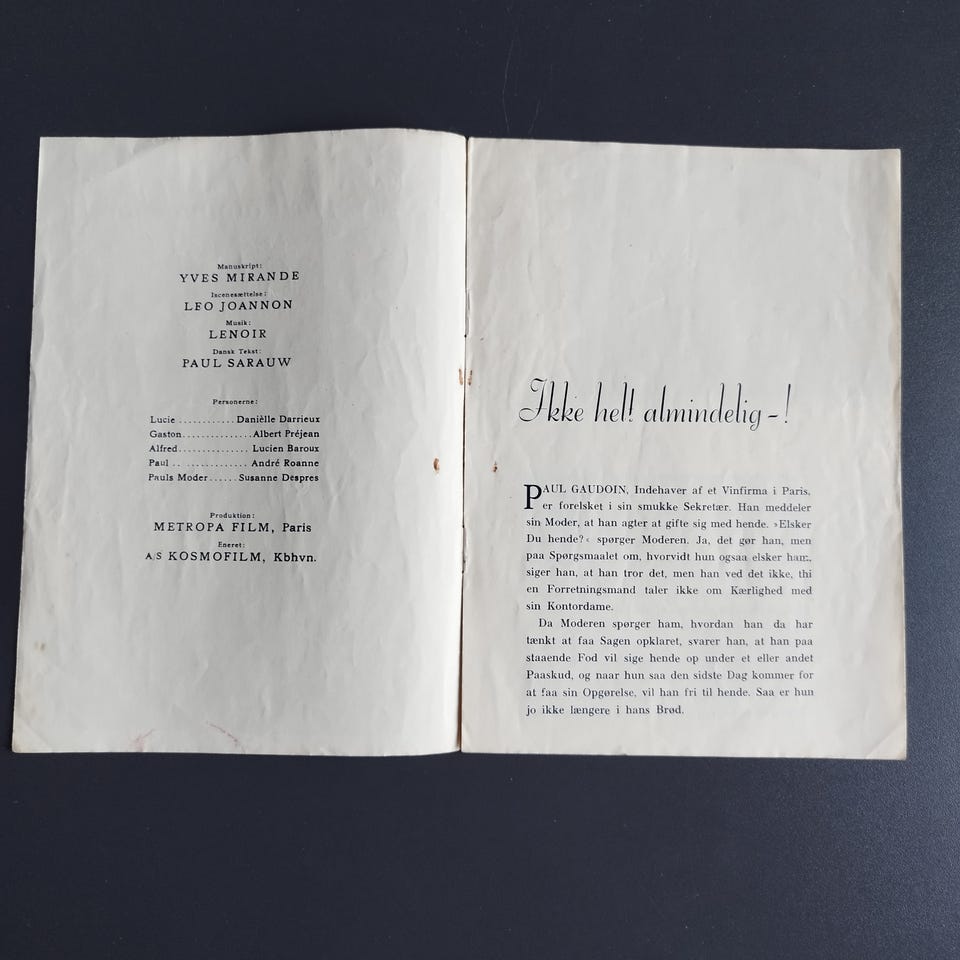 Manuskript:
YVES MIRANDE
Iscenesættelse:
LEO JOANNON
Musik:
LENOIR
Dansk Tekst:
PAUL SARAUW
Personerne:
Lucie ............ Danièlle Darrieux
Gaston............... Albert Préjean
Alfred............... Lucien Baroux
Paul .. ............. André Roanne
Pauls Moder...... Susanne Despres
Produktion:
METROPA FILM, Paris
Eneret:
A/S KOSMOFILM, Kbhvn.
Ikke helt almindelig -!
PAUL GAUDOIN, Indehaver af et Vinfirma i Paris,
er forelsket i sin smukke Sekretær. Han meddeler
sin Moder, at han agter at gifte sig med hende. »Elsker
Du hende?« spørger Moderen. Ja, det gør han, men
paa Spørgsmaalet om, hvorvidt hun ogsaa elsker ham,
siger han, at han tror det, men han ved det ikke, thi
en Forretningsmand taler ikke om Kærlighed med
sin Kontordame.
Da Moderen spørger ham, hvordan han da har
tænkt at faa Sagen opklaret, svarer han, at han paa
staaende Fod vil sige hende op under et eller andet
Paaskud, og naar hun saa den sidste Dag kommer for
at faa sin Opgørelse, vil han fri til hende. Saa er hun
jo ikke længere i hans Brød.